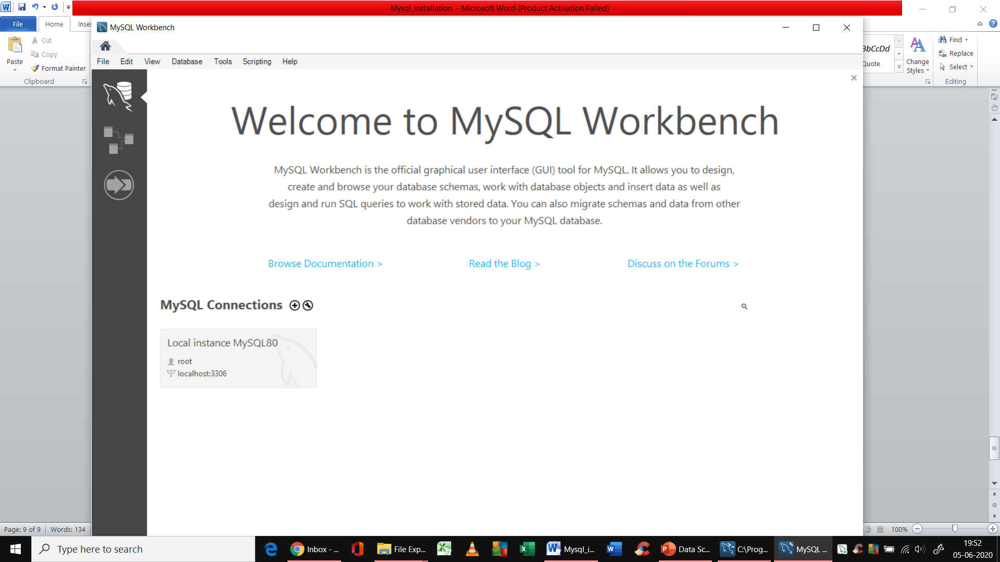 Mysql_installation - Microsoft Word (Product Activation Failed)
File
Home
Inser
MySQL Workbench
Cut
Copy
Paste
Format Painter
Clipboard
File Edit View Database Tools Scripting Help
BbCcDd
Quote
Change
Styles
Find
Replace
Select
Editing
Welcome to MySQL Workbench
MySQL Workbench is the official graphical user interface (GUI) tool for MySQL. It allows you to design,
create and browse your database schemas, work with database objects and insert data as well as
design and run SQL queries to work with stored data. You can also migrate schemas and data from other
database vendors to your MySQL database.
Browse Documentation > Read the Blog > Discuss on the Forums >
MySQL Connections
Local instance MySQL80
root
localhost:3306
Page: 9 of 9 Words: 134
100%
Type here to search
Inbox - ...
File Exp...
Mysql_i...
Data Sc...
C:\Prog...
MySQL ...
19:52
05-06-2020